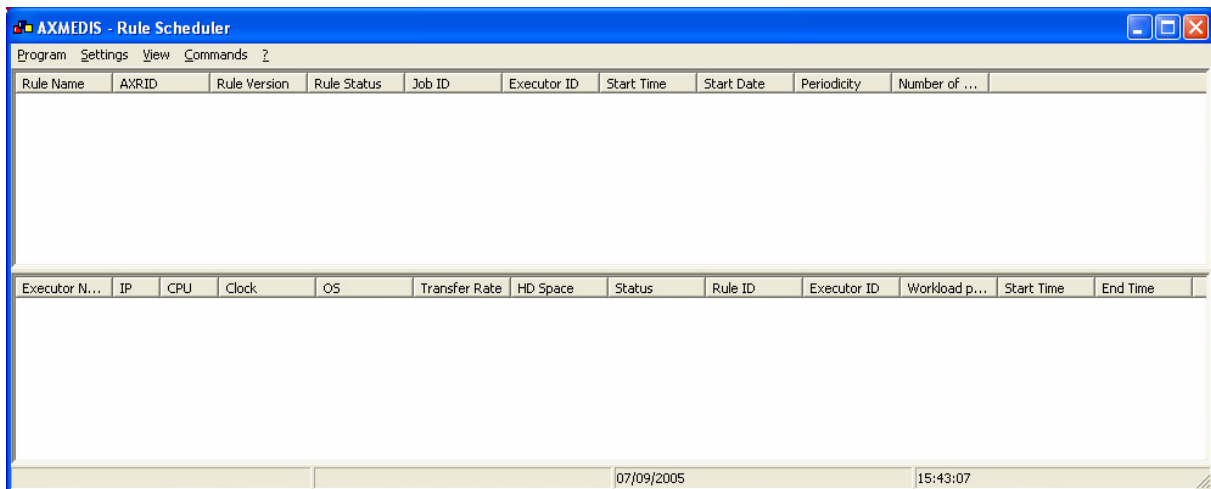 AXMEDIS - Rule Scheduler
Program Settings View Commands ?
Rule Name AXRID Rule Version Rule Status Job ID Executor ID Start Time Start Date Periodicity Number of ...
Executor N... IP CPU Clock OS Transfer Rate HD Space Status Rule ID Executor ID Workload p... Start Time End Time
07/09/2005 15:43:07